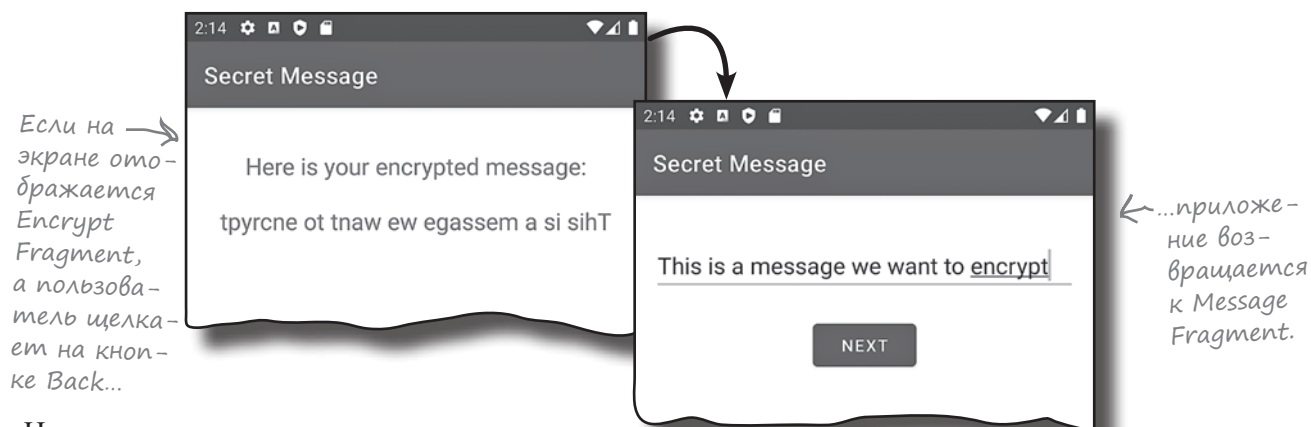 2:14
Secret Message
Если на
экране ото-
бражается
Encrypt
Fragment,
а пользова-
тель щелка-
ет на кноп-
ке Back...
Here is your encrypted message:
tpyrcne ot tnaw ew egassem a si sihT
2:14
Secret Message
This is a message we want to encrypt
NEXT
...приложе-
ние воз-
вращается
к Message
Fragment.